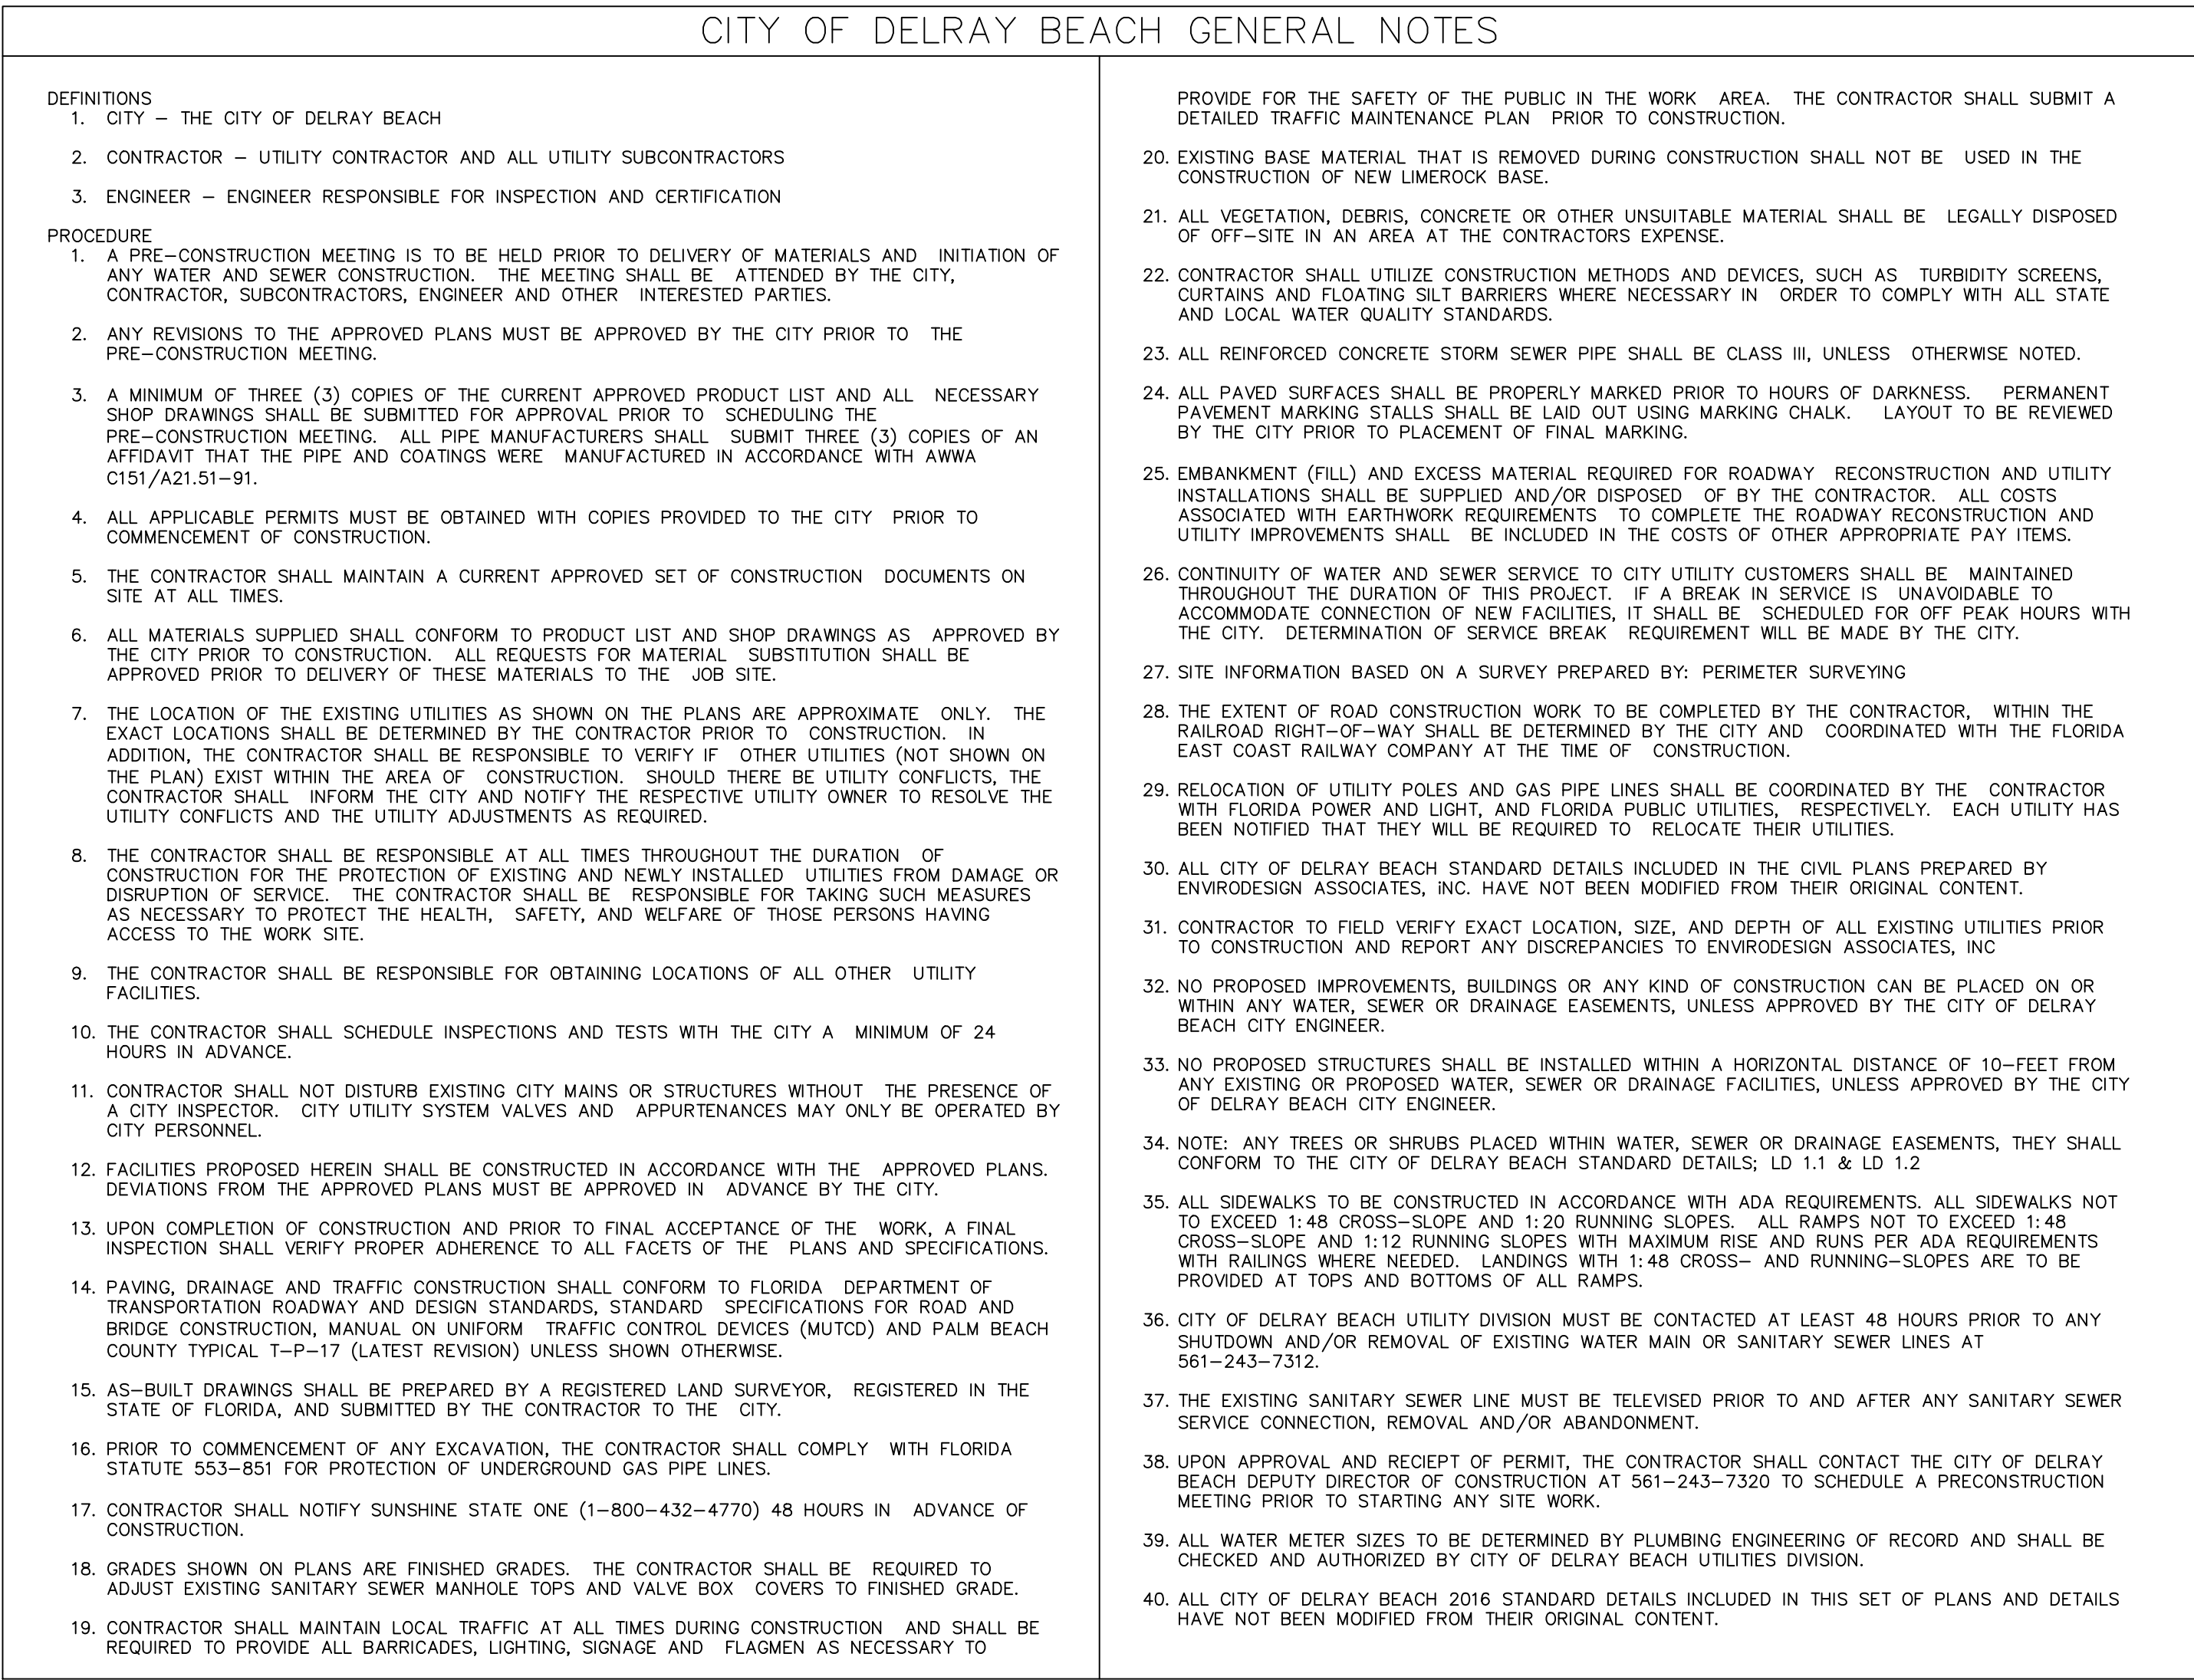 CITY OF DELRAY BEACH GENERAL NOTES
DEFINITIONS
1. CITY – THE CITY OF DELRAY BEACH
2. CONTRACTOR – UTILITY CONTRACTOR AND ALL UTILITY SUBCONTRACTORS
3. ENGINEER – ENGINEER RESPONSIBLE FOR INSPECTION AND CERTIFICATION
PROCEDURE
1. A PRE–CONSTRUCTION MEETING IS TO BE HELD PRIOR TO DELIVERY OF MATERIALS AND INITIATION OF
ANY WATER AND SEWER CONSTRUCTION. THE MEETING SHALL BE ATTENDED BY THE CITY,
CONTRACTOR, SUBCONTRACTORS, ENGINEER AND OTHER INTERESTED PARTIES.
2. ANY REVISIONS TO THE APPROVED PLANS MUST BE APPROVED BY THE CITY PRIOR TO THE
PRE–CONSTRUCTION MEETING.
3. A MINIMUM OF THREE (3) COPIES OF THE CURRENT APPROVED PRODUCT LIST AND ALL NECESSARY
SHOP DRAWINGS SHALL BE SUBMITTED FOR APPROVAL PRIOR TO SCHEDULING THE
PRE–CONSTRUCTION MEETING. ALL PIPE MANUFACTURERS SHALL SUBMIT THREE (3) COPIES OF AN
AFFIDAVIT THAT THE PIPE AND COATINGS WERE MANUFACTURED IN ACCORDANCE WITH AWWA
C151/A21.51–91.
4. ALL APPLICABLE PERMITS MUST BE OBTAINED WITH COPIES PROVIDED TO THE CITY PRIOR TO
COMMENCEMENT OF CONSTRUCTION.
5. THE CONTRACTOR SHALL MAINTAIN A CURRENT APPROVED SET OF CONSTRUCTION DOCUMENTS ON
SITE AT ALL TIMES.
6. ALL MATERIALS SUPPLIED SHALL CONFORM TO PRODUCT LIST AND SHOP DRAWINGS AS APPROVED BY
THE CITY PRIOR TO CONSTRUCTION. ALL REQUESTS FOR MATERIAL SUBSTITUTION SHALL BE
APPROVED PRIOR TO DELIVERY OF THESE MATERIALS TO THE JOB SITE.
7. THE LOCATION OF THE EXISTING UTILITIES AS SHOWN ON THE PLANS ARE APPROXIMATE ONLY. THE
EXACT LOCATIONS SHALL BE DETERMINED BY THE CONTRACTOR PRIOR TO CONSTRUCTION. IN
ADDITION, THE CONTRACTOR SHALL BE RESPONSIBLE TO VERIFY IF OTHER UTILITIES (NOT SHOWN ON
THE PLAN) EXIST WITHIN THE AREA OF CONSTRUCTION. SHOULD THERE BE UTILITY CONFLICTS, THE
CONTRACTOR SHALL INFORM THE CITY AND NOTIFY THE RESPECTIVE UTILITY OWNER TO RESOLVE THE
UTILITY CONFLICTS AND THE UTILITY ADJUSTMENTS AS REQUIRED.
8. THE CONTRACTOR SHALL BE RESPONSIBLE AT ALL TIMES THROUGHOUT THE DURATION OF
CONSTRUCTION FOR THE PROTECTION OF EXISTING AND NEWLY INSTALLED UTILITIES FROM DAMAGE OR
DISRUPTION OF SERVICE. THE CONTRACTOR SHALL BE RESPONSIBLE FOR TAKING SUCH MEASURES
AS NECESSARY TO PROTECT THE HEALTH, SAFETY, AND WELFARE OF THOSE PERSONS HAVING
ACCESS TO THE WORK SITE.
9. THE CONTRACTOR SHALL BE RESPONSIBLE FOR OBTAINING LOCATIONS OF ALL OTHER UTILITY
FACILITIES.
10. THE CONTRACTOR SHALL SCHEDULE INSPECTIONS AND TESTS WITH THE CITY A MINIMUM OF 24
HOURS IN ADVANCE.
11. CONTRACTOR SHALL NOT DISTURB EXISTING CITY MAINS OR STRUCTURES WITHOUT THE PRESENCE OF
A CITY INSPECTOR. CITY UTILITY SYSTEM VALVES AND APPURTENANCES MAY ONLY BE OPERATED BY
CITY PERSONNEL.
12. FACILITIES PROPOSED HEREIN SHALL BE CONSTRUCTED IN ACCORDANCE WITH THE APPROVED PLANS.
DEVIATIONS FROM THE APPROVED PLANS MUST BE APPROVED IN ADVANCE BY THE CITY.
13. UPON COMPLETION OF CONSTRUCTION AND PRIOR TO FINAL ACCEPTANCE OF THE WORK, A FINAL
INSPECTION SHALL VERIFY PROPER ADHERENCE TO ALL FACETS OF THE PLANS AND SPECIFICATIONS.
14. PAVING, DRAINAGE AND TRAFFIC CONSTRUCTION SHALL CONFORM TO FLORIDA DEPARTMENT OF
TRANSPORTATION ROADWAY AND DESIGN STANDARDS, STANDARD SPECIFICATIONS FOR ROAD AND
BRIDGE CONSTRUCTION, MANUAL ON UNIFORM TRAFFIC CONTROL DEVICES (MUTCD) AND PALM BEACH
COUNTY TYPICAL T–P–17 (LATEST REVISION) UNLESS SHOWN OTHERWISE.
15. AS–BUILT DRAWINGS SHALL BE PREPARED BY A REGISTERED LAND SURVEYOR, REGISTERED IN THE
STATE OF FLORIDA, AND SUBMITTED BY THE CONTRACTOR TO THE CITY.
16. PRIOR TO COMMENCEMENT OF ANY EXCAVATION, THE CONTRACTOR SHALL COMPLY WITH FLORIDA
STATUTE 553–851 FOR PROTECTION OF UNDERGROUND GAS PIPE LINES.
17. CONTRACTOR SHALL NOTIFY SUNSHINE STATE ONE (1–800–432–4770) 48 HOURS IN ADVANCE OF
CONSTRUCTION.
18. GRADES SHOWN ON PLANS ARE FINISHED GRADES. THE CONTRACTOR SHALL BE REQUIRED TO
ADJUST EXISTING SANITARY SEWER MANHOLE TOPS AND VALVE BOX COVERS TO FINISHED GRADE.
19. CONTRACTOR SHALL MAINTAIN LOCAL TRAFFIC AT ALL TIMES DURING CONSTRUCTION AND SHALL BE
REQUIRED TO PROVIDE ALL BARRICADES, LIGHTING, SIGNAGE AND FLAGMEN AS NECESSARY TO
PROVIDE FOR THE SAFETY OF THE PUBLIC IN THE WORK AREA. THE CONTRACTOR SHALL SUBMIT A
DETAILED TRAFFIC MAINTENANCE PLAN PRIOR TO CONSTRUCTION.
20. EXISTING BASE MATERIAL THAT IS REMOVED DURING CONSTRUCTION SHALL NOT BE USED IN THE
CONSTRUCTION OF NEW LIMEROCK BASE.
21. ALL VEGETATION, DEBRIS, CONCRETE OR OTHER UNSUITABLE MATERIAL SHALL BE LEGALLY DISPOSED
OF OFF–SITE IN AN AREA AT THE CONTRACTORS EXPENSE.
22. CONTRACTOR SHALL UTILIZE CONSTRUCTION METHODS AND DEVICES, SUCH AS TURBIDITY SCREENS,
CURTAINS AND FLOATING SILT BARRIERS WHERE NECESSARY IN ORDER TO COMPLY WITH ALL STATE
AND LOCAL WATER QUALITY STANDARDS.
23. ALL REINFORCED CONCRETE STORM SEWER PIPE SHALL BE CLASS III, UNLESS OTHERWISE NOTED.
24. ALL PAVED SURFACES SHALL BE PROPERLY MARKED PRIOR TO HOURS OF DARKNESS. PERMANENT
PAVEMENT MARKING STALLS SHALL BE LAID OUT USING MARKING CHALK. LAYOUT TO BE REVIEWED
BY THE CITY PRIOR TO PLACEMENT OF FINAL MARKING.
25. EMBANKMENT (FILL) AND EXCESS MATERIAL REQUIRED FOR ROADWAY RECONSTRUCTION AND UTILITY
INSTALLATIONS SHALL BE SUPPLIED AND/OR DISPOSED OF BY THE CONTRACTOR. ALL COSTS
ASSOCIATED WITH EARTHWORK REQUIREMENTS TO COMPLETE THE ROADWAY RECONSTRUCTION AND
UTILITY IMPROVEMENTS SHALL BE INCLUDED IN THE COSTS OF OTHER APPROPRIATE PAY ITEMS.
26. CONTINUITY OF WATER AND SEWER SERVICE TO CITY UTILITY CUSTOMERS SHALL BE MAINTAINED
THROUGHOUT THE DURATION OF THIS PROJECT. IF A BREAK IN SERVICE IS UNAVOIDABLE TO
ACCOMMODATE CONNECTION OF NEW FACILITIES, IT SHALL BE SCHEDULED FOR OFF PEAK HOURS WITH
THE CITY. DETERMINATION OF SERVICE BREAK REQUIREMENT WILL BE MADE BY THE CITY.
27. SITE INFORMATION BASED ON A SURVEY PREPARED BY: PERIMETER SURVEYING
28. THE EXTENT OF ROAD CONSTRUCTION WORK TO BE COMPLETED BY THE CONTRACTOR, WITHIN THE
RAILROAD RIGHT–OF–WAY SHALL BE DETERMINED BY THE CITY AND COORDINATED WITH THE FLORIDA
EAST COAST RAILWAY COMPANY AT THE TIME OF CONSTRUCTION.
29. RELOCATION OF UTILITY POLES AND GAS PIPE LINES SHALL BE COORDINATED BY THE CONTRACTOR
WITH FLORIDA POWER AND LIGHT, AND FLORIDA PUBLIC UTILITIES, RESPECTIVELY. EACH UTILITY HAS
BEEN NOTIFIED THAT THEY WILL BE REQUIRED TO RELOCATE THEIR UTILITIES.
30. ALL CITY OF DELRAY BEACH STANDARD DETAILS INCLUDED IN THE CIVIL PLANS PREPARED BY
ENVIRODESIGN ASSOCIATES, iNC. HAVE NOT BEEN MODIFIED FROM THEIR ORIGINAL CONTENT.
31. CONTRACTOR TO FIELD VERIFY EXACT LOCATION, SIZE, AND DEPTH OF ALL EXISTING UTILITIES PRIOR
TO CONSTRUCTION AND REPORT ANY DISCREPANCIES TO ENVIRODESIGN ASSOCIATES, INC
32. NO PROPOSED IMPROVEMENTS, BUILDINGS OR ANY KIND OF CONSTRUCTION CAN BE PLACED ON OR
WITHIN ANY WATER, SEWER OR DRAINAGE EASEMENTS, UNLESS APPROVED BY THE CITY OF DELRAY
BEACH CITY ENGINEER.
33. NO PROPOSED STRUCTURES SHALL BE INSTALLED WITHIN A HORIZONTAL DISTANCE OF 10–FEET FROM
ANY EXISTING OR PROPOSED WATER, SEWER OR DRAINAGE FACILITIES, UNLESS APPROVED BY THE CITY
OF DELRAY BEACH CITY ENGINEER.
34. NOTE: ANY TREES OR SHRUBS PLACED WITHIN WATER, SEWER OR DRAINAGE EASEMENTS, THEY SHALL
CONFORM TO THE CITY OF DELRAY BEACH STANDARD DETAILS; LD 1.1 & LD 1.2
35. ALL SIDEWALKS TO BE CONSTRUCTED IN ACCORDANCE WITH ADA REQUIREMENTS. ALL SIDEWALKS NOT
TO EXCEED 1:48 CROSS–SLOPE AND 1:20 RUNNING SLOPES. ALL RAMPS NOT TO EXCEED 1:48
CROSS–SLOPE AND 1:12 RUNNING SLOPES WITH MAXIMUM RISE AND RUNS PER ADA REQUIREMENTS
WITH RAILINGS WHERE NEEDED. LANDINGS WITH 1:48 CROSS– AND RUNNING–SLOPES ARE TO BE
PROVIDED AT TOPS AND BOTTOMS OF ALL RAMPS.
36. CITY OF DELRAY BEACH UTILITY DIVISION MUST BE CONTACTED AT LEAST 48 HOURS PRIOR TO ANY
SHUTDOWN AND/OR REMOVAL OF EXISTING WATER MAIN OR SANITARY SEWER LINES AT
561–243–7312.
37. THE EXISTING SANITARY SEWER LINE MUST BE TELEVISED PRIOR TO AND AFTER ANY SANITARY SEWER
SERVICE CONNECTION, REMOVAL AND/OR ABANDONMENT.
38. UPON APPROVAL AND RECIEPT OF PERMIT, THE CONTRACTOR SHALL CONTACT THE CITY OF DELRAY
BEACH DEPUTY DIRECTOR OF CONSTRUCTION AT 561–243–7320 TO SCHEDULE A PRECONSTRUCTION
MEETING PRIOR TO STARTING ANY SITE WORK.
39. ALL WATER METER SIZES TO BE DETERMINED BY PLUMBING ENGINEERING OF RECORD AND SHALL BE
CHECKED AND AUTHORIZED BY CITY OF DELRAY BEACH UTILITIES DIVISION.
40. ALL CITY OF DELRAY BEACH 2016 STANDARD DETAILS INCLUDED IN THIS SET OF PLANS AND DETAILS
HAVE NOT BEEN MODIFIED FROM THEIR ORIGINAL CONTENT.